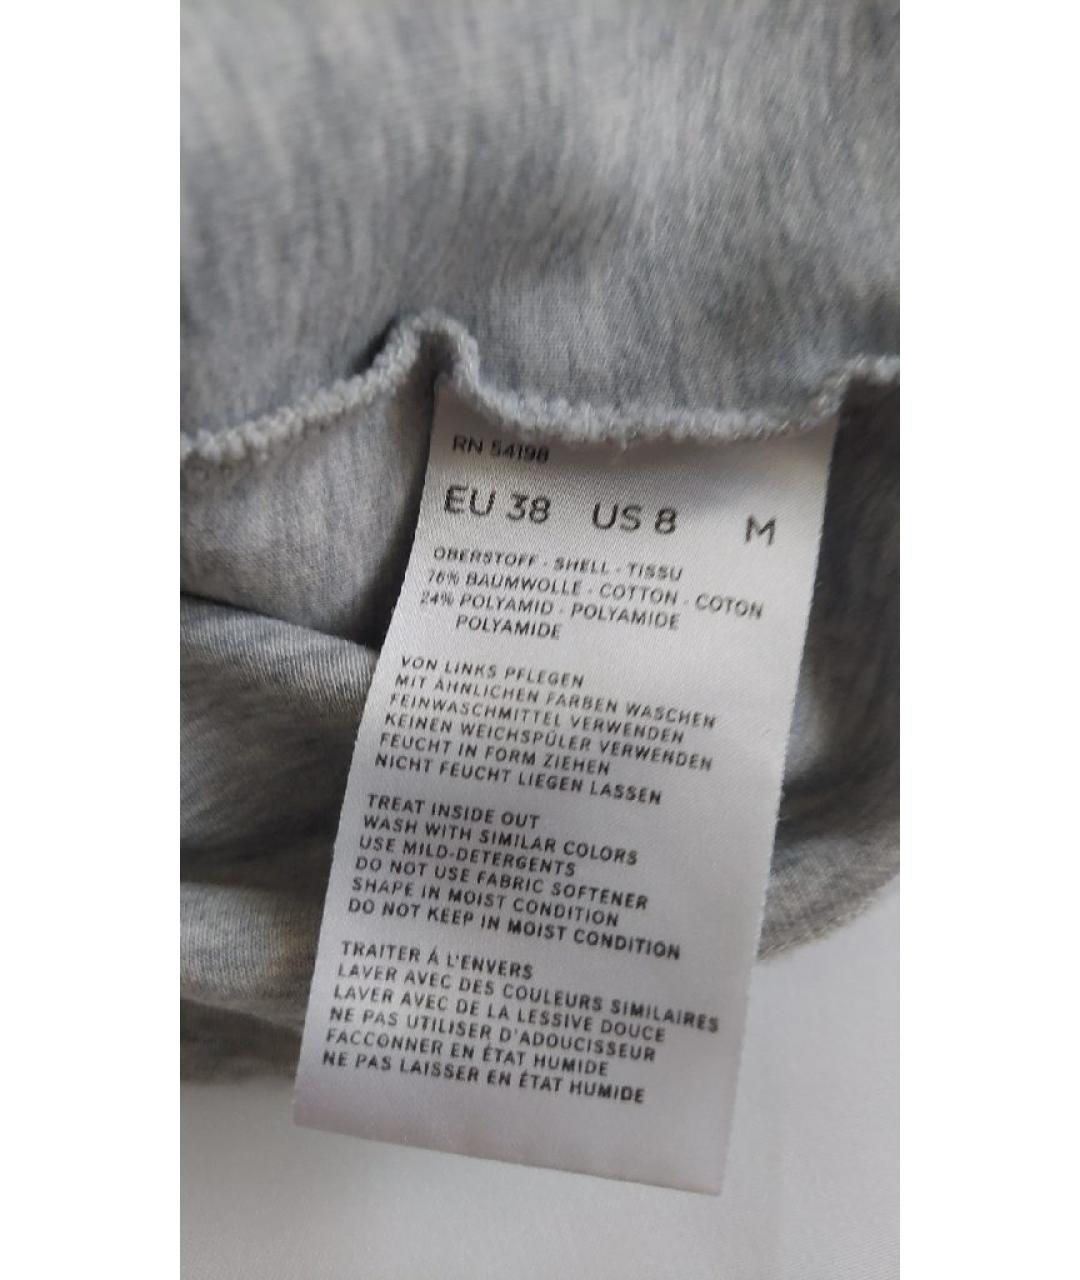 RN 54198
EU 38 US 8 M
OBERSTOFF · SHELL · TISSU
76% BAUMWOLLE · COTTON · COTON
24% POLYAMID · POLYAMIDE
POLYAMIDE
VON LINKS PFLEGEN
MIT ÄHNLICHEN FARBEN WASCHEN
FEINWASCHMITTEL VERWENDEN
KEINEN WEICHSPÜLER VERWENDEN
FEUCHT IN FORM ZIEHEN
NICHT FEUCHT LIEGEN LASSEN
TREAT INSIDE OUT
WASH WITH SIMILAR COLORS
USE MILD-DETERGENTS
DO NOT USE FABRIC SOFTENER
SHAPE IN MOIST CONDITION
DO NOT KEEP IN MOIST CONDITION
TRAITER Á L'ENVERS
LAVER AVEC DES COULEURS SIMILAIRES
LAVER AVEC DE LA LESSIVE DOUCE
NE PAS UTILISER D'ADOUCISSEUR
FACCONNER EN ÉTAT HUMIDE
NE PAS LAISSER EN ÉTAT HUMIDE